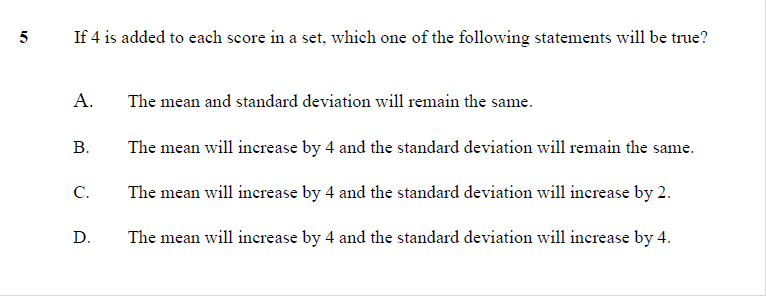 5 If 4 is added to each score in a set, which one of the following statements will be true?
A. The mean and standard deviation will remain the same.
B. The mean will increase by 4 and the standard deviation will remain the same.
C. The mean will increase by 4 and the standard deviation will increase by 2.
D. The mean will increase by 4 and the standard deviation will increase by 4.